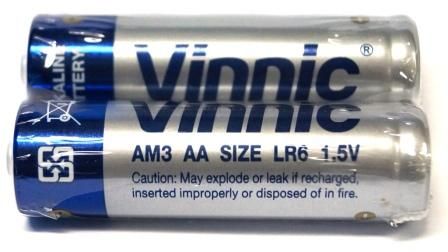 ALKALINE
BATTERY
Vinnic®
Vinnic
AM3 AA SIZE LR6 1.5V
Caution: May explode or leak if recharged,
inserted improperly or disposed of in fire.